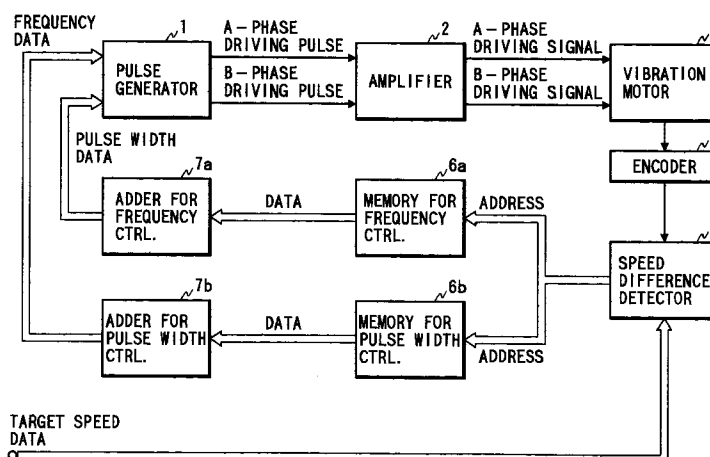 FREQUENCY
DATA
1
PULSE
GENERATOR
A-PHASE
DRIVING PULSE
B-PHASE
DRIVING PULSE
2
AMPLIFIER
A-PHASE
DRIVING SIGNAL
B-PHASE
DRIVING SIGNAL
VIBRATION
MOTOR
ENCODER
PULSE WIDTH
DATA
7a
ADDER FOR
FREQUENCY
CTRL.
DATA
6a
MEMORY FOR
FREQUENCY
CTRL.
ADDRESS
SPEED
DIFFERENCE
DETECTOR
7b
ADDER FOR
PULSE WIDTH
CTRL.
DATA
6b
MEMORY FOR
PULSE WIDTH
CTRL.
ADDRESS
TARGET SPEED
DATA